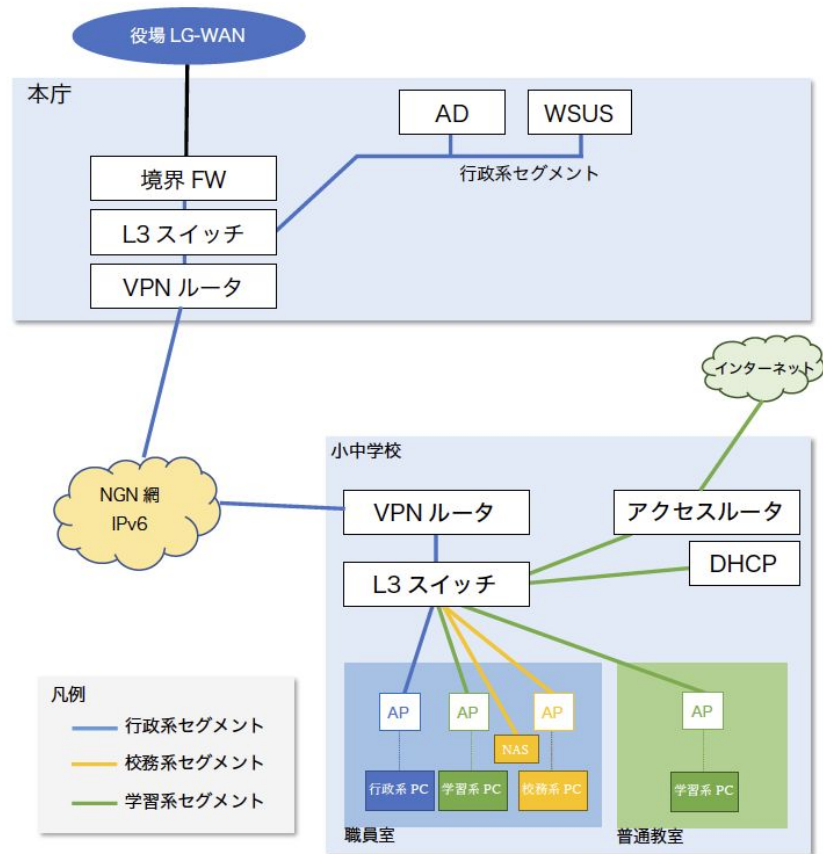 役場 LG-WAN
本庁
AD
WSUS
行政系セグメント
境界 FW
L3 スイッチ
VPN ルータ
インターネット
NGN 網
IPv6
小中学校
VPN ルータ
アクセスルータ
L3 スイッチ
DHCP
AP
AP
AP
AP
NAS
行政系 PC
学習系 PC
校務系 PC
学習系 PC
職員室
普通教室
凡例
行政系セグメント
校務系セグメント
学習系セグメント